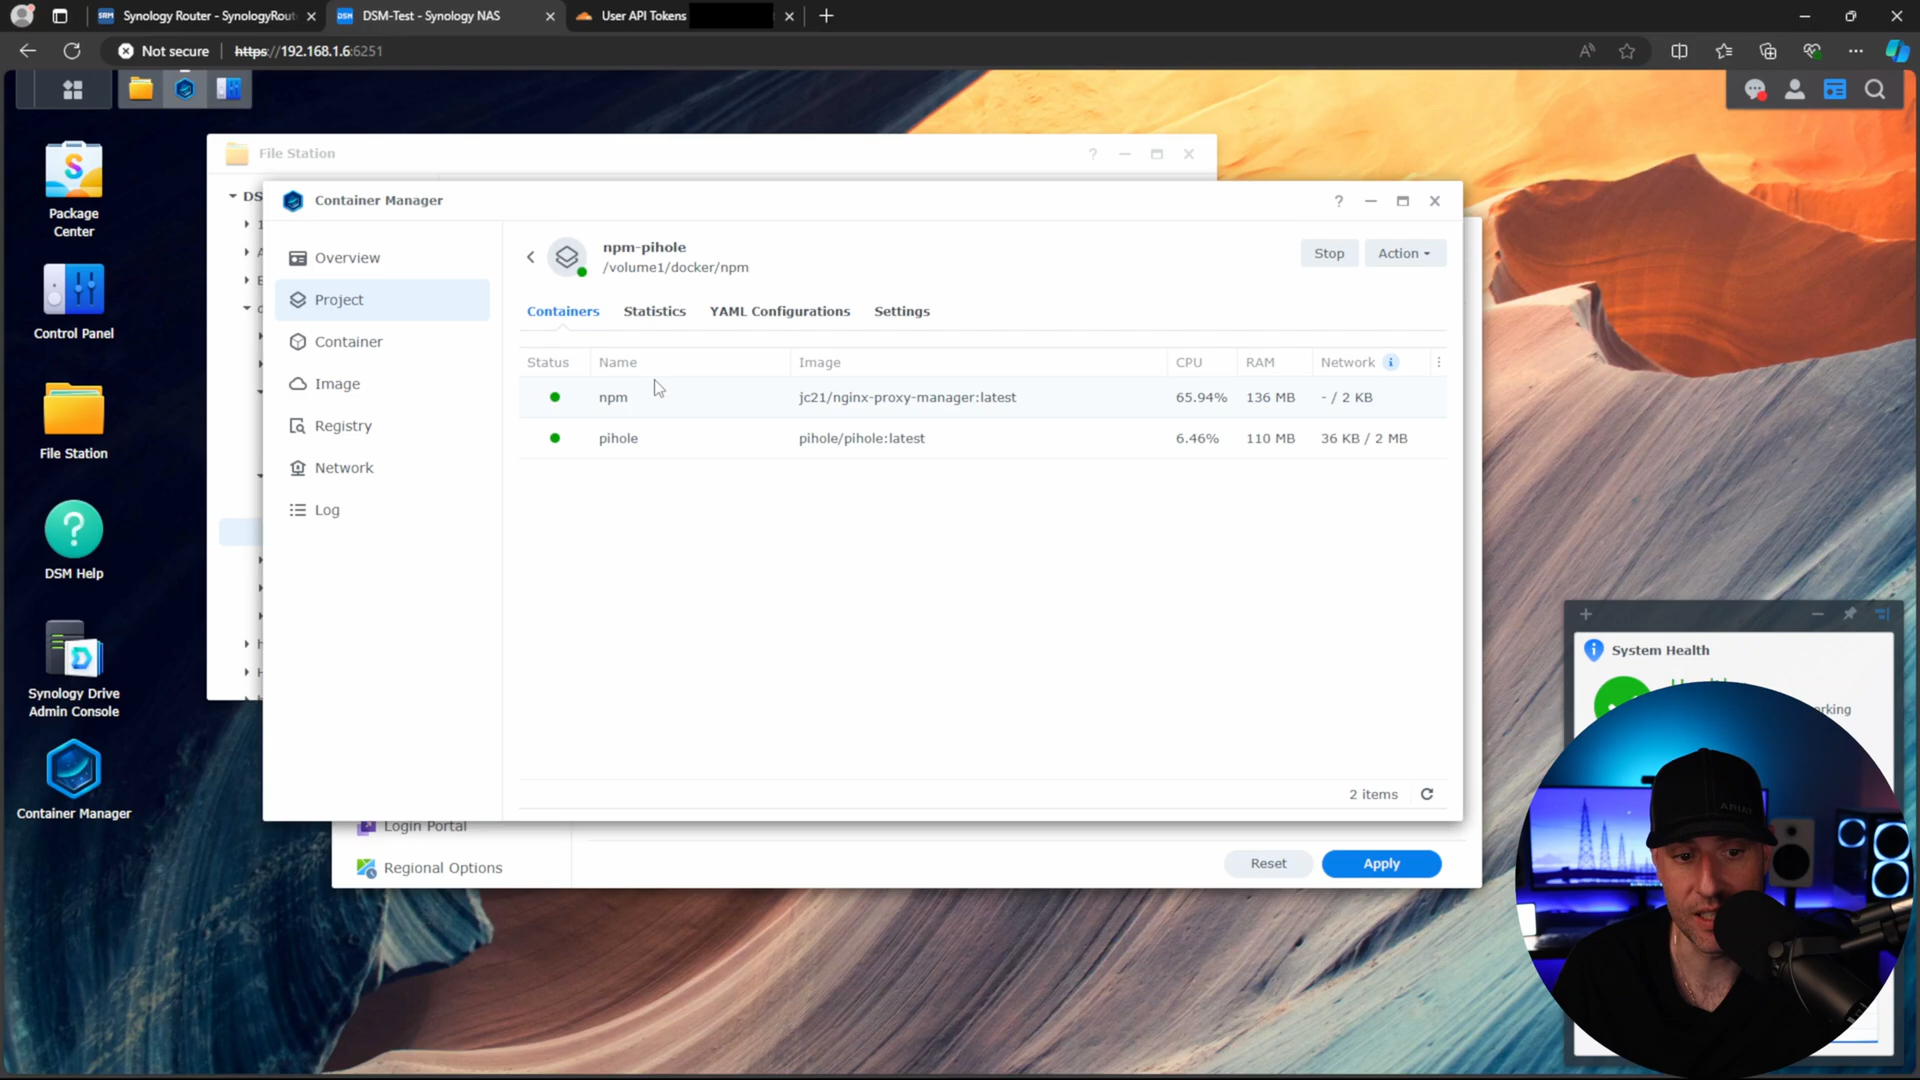 Synology Router - SynologyRout
DSM-Test - Synology NAS
User API Tokens
Not secure
https://192.168.1.6:6251
Package
Center
Control Panel
File Station
DSM Help
Synology Drive
Admin Console
Container Manager
File Station
DS
Container Manager
Overview
Project
Container
Image
Registry
Network
Log
npm-pihole
/volume1/docker/npm
Stop
Action
Containers
Statistics
YAML Configurations
Settings
Status
Name
Image
CPU
RAM
Network
npm
jc21/nginx-proxy-manager:latest
65.94%
136 MB
- / 2 KB
pihole
pihole/pihole:latest
6.46%
110 MB
36 KB / 2 MB
2 items
Login Portal
Regional Options
Reset
Apply
System Health
rking
ARIAT